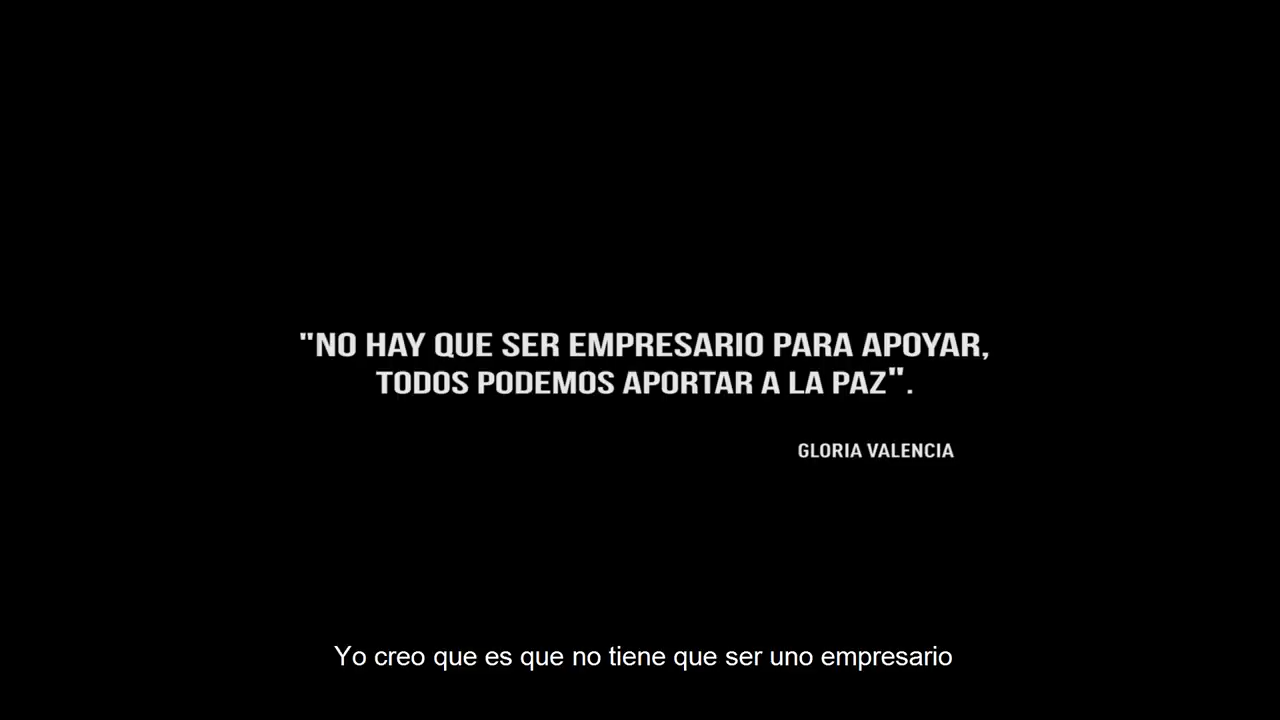 "NO HAY QUE SER EMPRESARIO PARA APOYAR,
TODOS PODEMOS APORTAR A LA PAZ".
GLORIA VALENCIA
Yo creo que es que no tiene que ser uno empresario